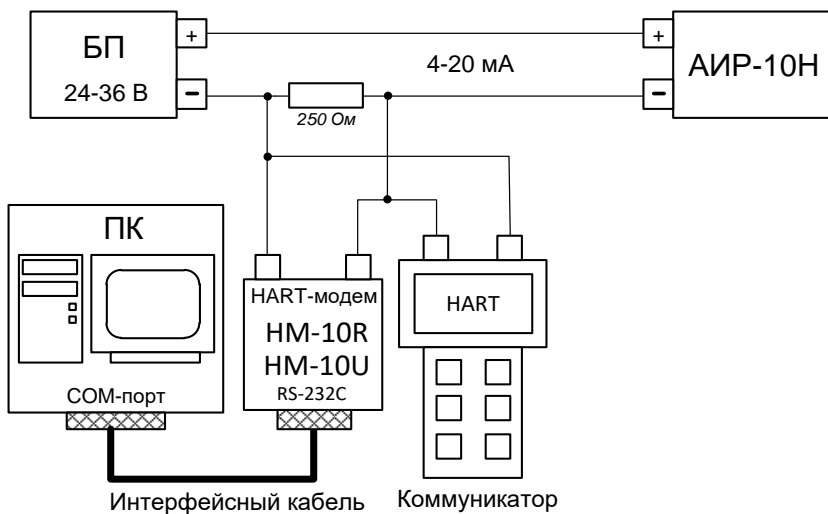 БП
24-36 В
+
−
250 Ом
4-20 мА
+
−
АИР-10Н
ПК
COM-порт
HART-модем
HM-10R
HM-10U
RS-232C
HART
Интерфейсный кабель
Коммуникатор